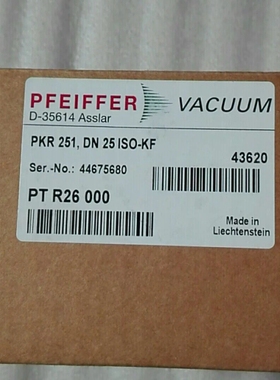 PFEIFFER VACUUM
D-35614 Asslar
PKR 251, DN 25 ISO-KF
43620
Ser.-No.: 44675680
PT R26 000
Made in
Liechtenstein